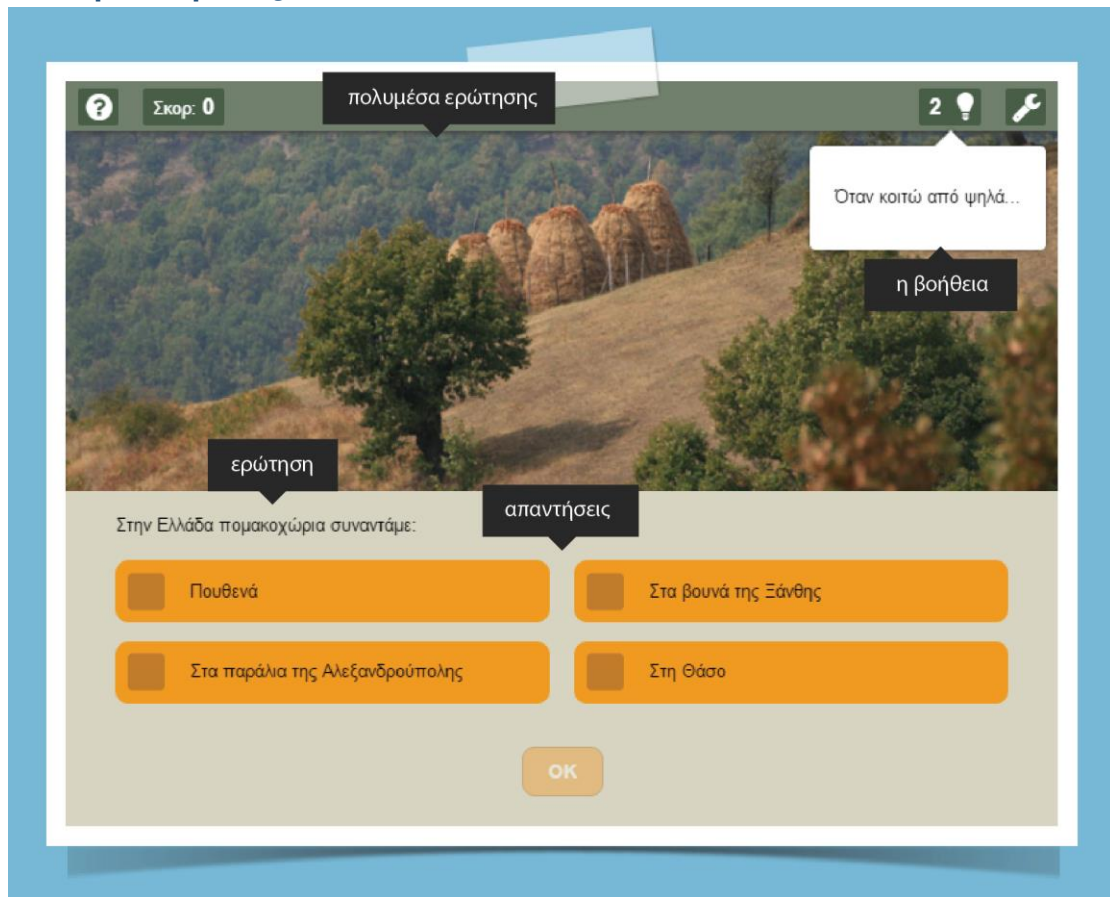 Σκορ: 0
πολυμέσα ερώτησης
2
Όταν κοιτώ από ψηλά...
η βοήθεια
ερώτηση
απαντήσεις
Στην Ελλάδα πομακοχώρια συναντάμε:
Πουθενά
Στα βουνά της Ξάνθης
Στα παράλια της Αλεξανδρούπολης
Στη Θάσο
OK